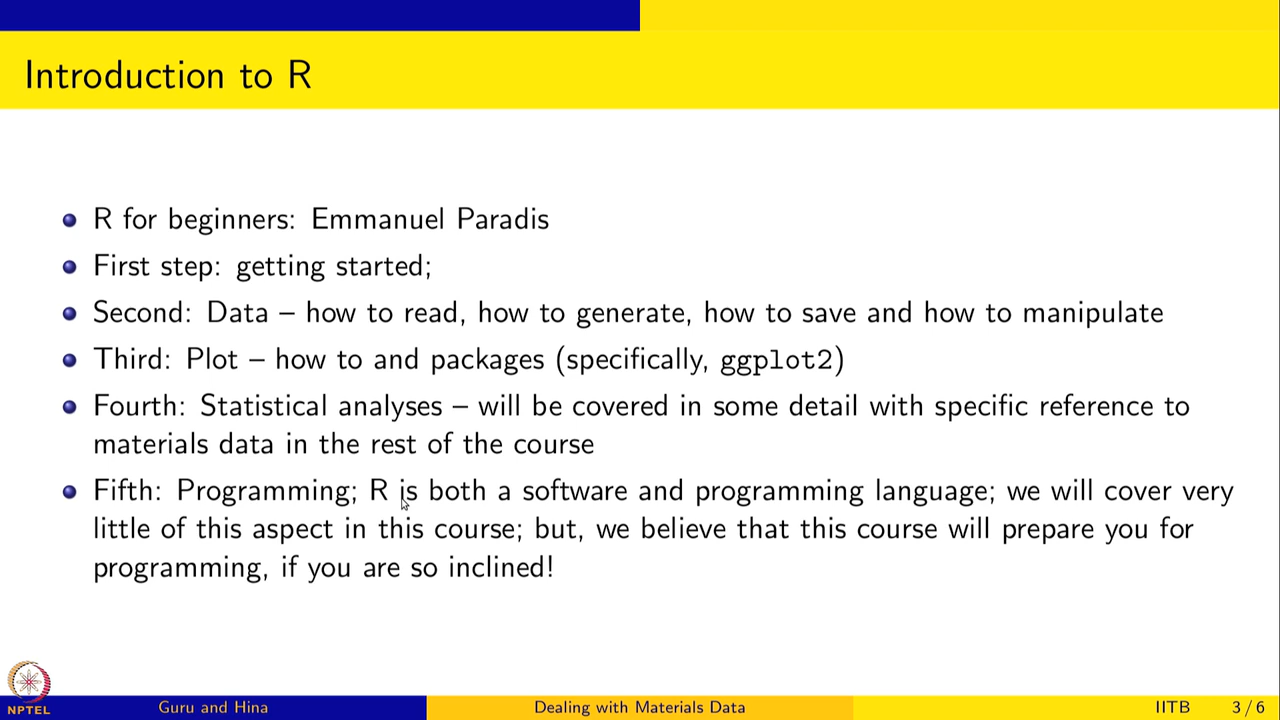 Introduction to R
R for beginners: Emmanuel Paradis
First step: getting started;
Second: Data – how to read, how to generate, how to save and how to manipulate
Third: Plot – how to and packages (specifically, ggplot2)
Fourth: Statistical analyses – will be covered in some detail with specific reference to
materials data in the rest of the course
Fifth: Programming; R is both a software and programming language; we will cover very
little of this aspect in this course; but, we believe that this course will prepare you for
programming, if you are so inclined!
NPTEL
Guru and Hina
Dealing with Materials Data
IITB
3 / 6